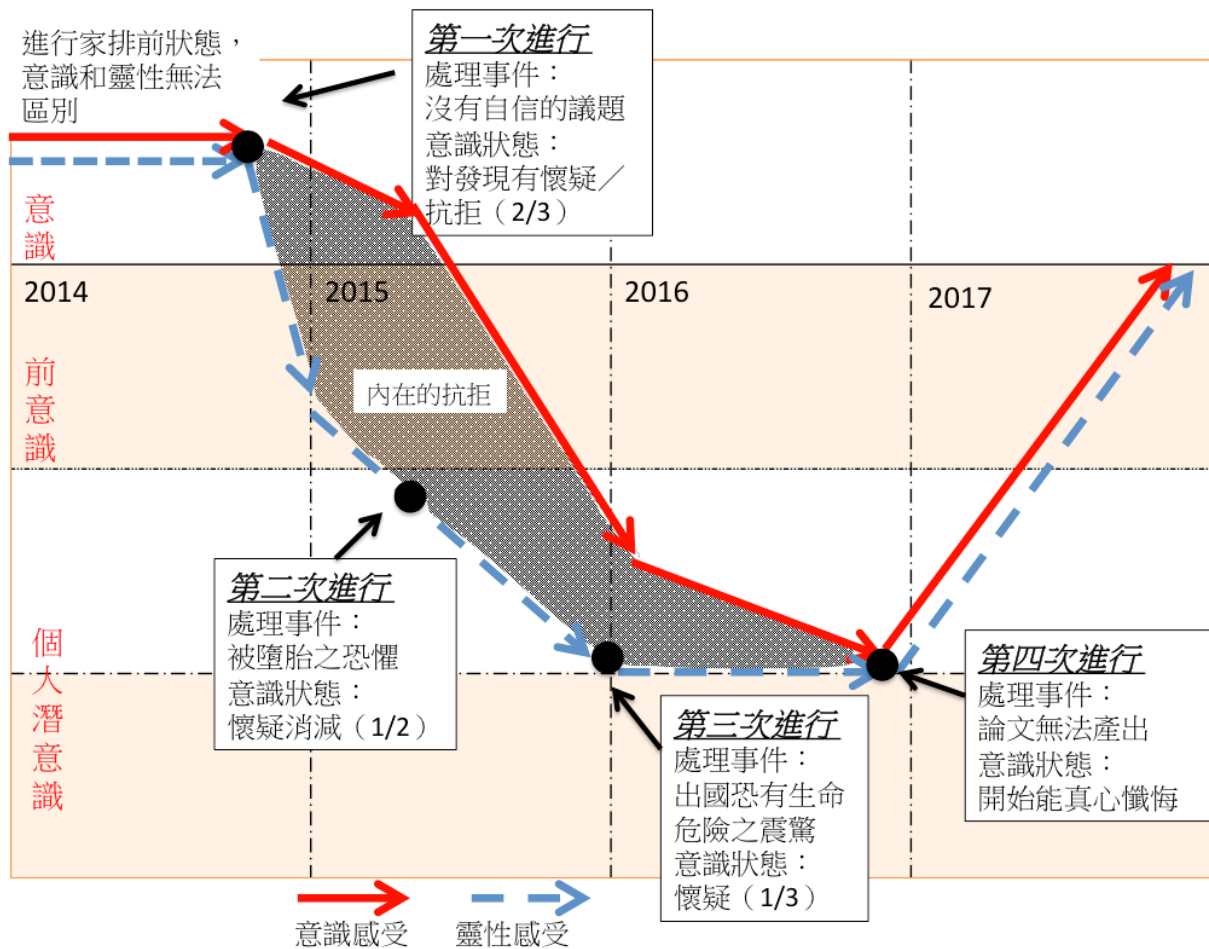 進行家排前狀態，
意識和靈性無法
區別
第一次進行
處理事件：
沒有自信的議題
意識狀態：
對發現有懷疑／
抗拒（2/3）
意識
2014
2015
2016
2017
前意識
內在的抗拒
第二次進行
處理事件：
被墮胎之恐懼
意識狀態：
懷疑消減（1/2）
個人潛意識
第三次進行
處理事件：
出國恐有生命
危險之震驚
意識狀態：
懷疑（1/3）
第四次進行
處理事件：
論文無法產出
意識狀態：
開始能真心懺悔
意識感受
靈性感受